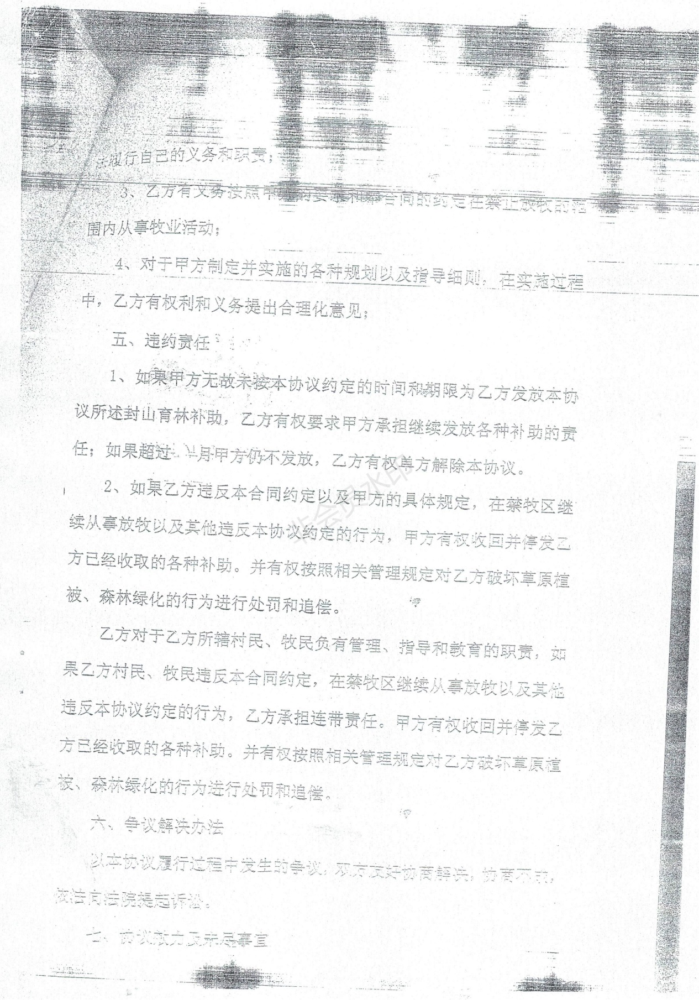 履行自己的义务和职责；
3、乙方有义务按照甲方的要求和本合同的约定在禁止放牧的范
围内从事牧业活动；
4、对于甲方制定并实施的各种规划以及指导细则，在实施过程
中，乙方有权利和义务提出合理化意见；
五、违约责任
1、如果甲方无故未按本协议约定的时间和期限为乙方发放本协
议所述封山育林补助，乙方有权要求甲方承担继续发放各种补助的责
任；如果超过 月甲方仍不发放，乙方有权单方解除本协议。
2、如果乙方违反本合同约定以及甲方的具体规定，在禁牧区继
续从事放牧以及其他违反本协议约定的行为，甲方有权收回并停发乙
方已经收取的各种补助。并有权按照相关管理规定对乙方破坏草原植
被、森林绿化的行为进行处罚和追偿。
乙方对于乙方所辖村民、牧民负有管理、指导和教育的职责，如
果乙方村民、牧民违反本合同约定，在禁牧区继续从事放牧以及其他
违反本协议约定的行为，乙方承担连带责任。甲方有权收回并停发乙
方已经收取的各种补助。并有权按照相关管理规定对乙方破坏草原植
被、森林绿化的行为进行处罚和追偿。
六、争议解决办法
以本协议履行过程中发生的争议，双方友好协商解决，协商不成，
依法向法院提起诉讼。
七、协议效力及未尽事宜
非会员水印